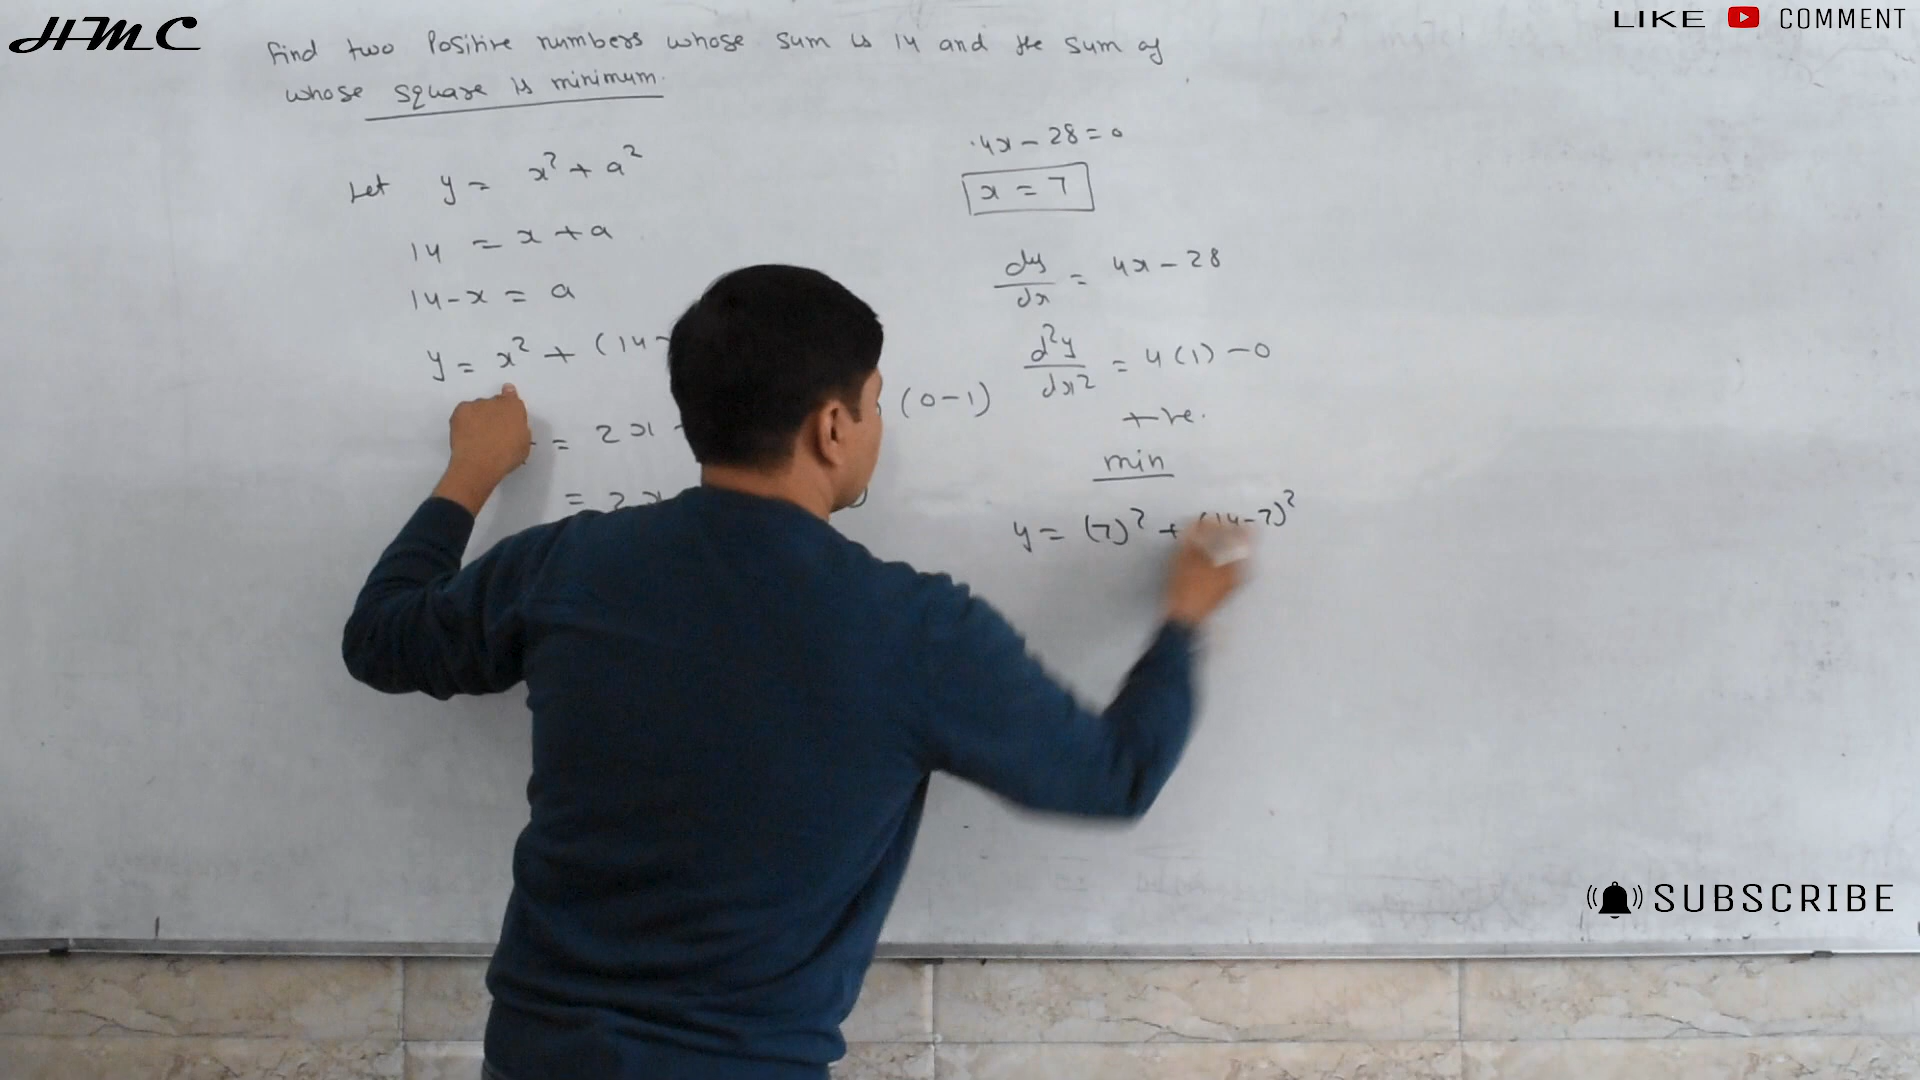 HMC
LIKE COMMENT
find two Positive numbers whose sum is 14 and the sum of
whose square is minimum.
Let y = x² + a²
14 = x + a
14 - x = a
y = x² + (14 -
= 2x (0-1)
= 2x
4x - 28 = 0
x = 7
dy/dx = 4x - 28
d²y/dx² = 4(1) - 0
+ve.
min
y = (7)² + (14-7)²
SUBSCRIBE